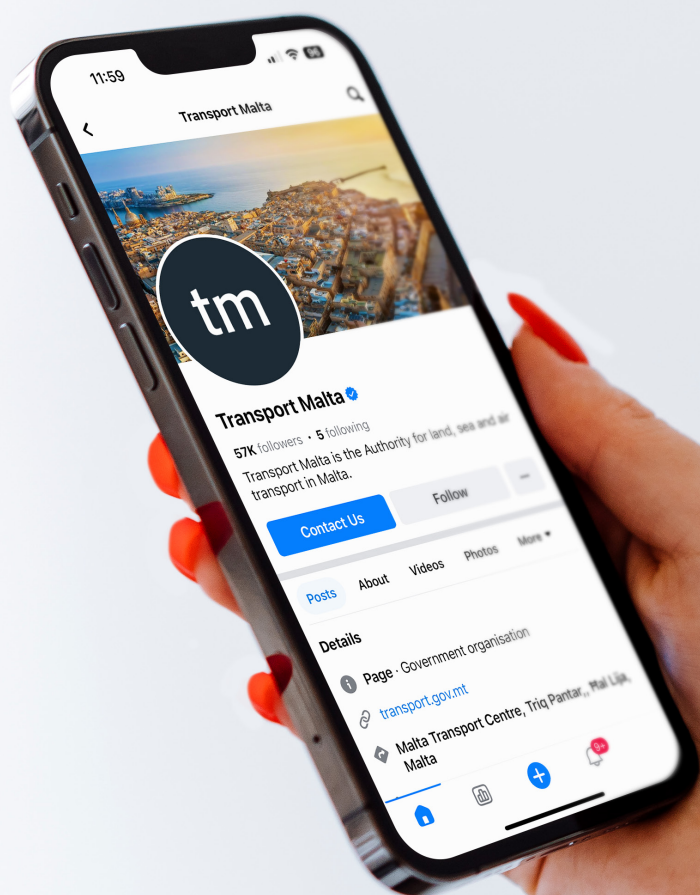 11:59
96
Transport Malta
tm
Transport Malta
57K followers · 5 following
Transport Malta is the Authority for land, sea and air
transport in Malta.
Contact Us
Follow
Posts
About
Videos
Photos
More
Details
Page · Government organisation
transport.gov.mt
Malta Transport Centre, Triq Pantar,, Ħal Lija,
Malta
9+